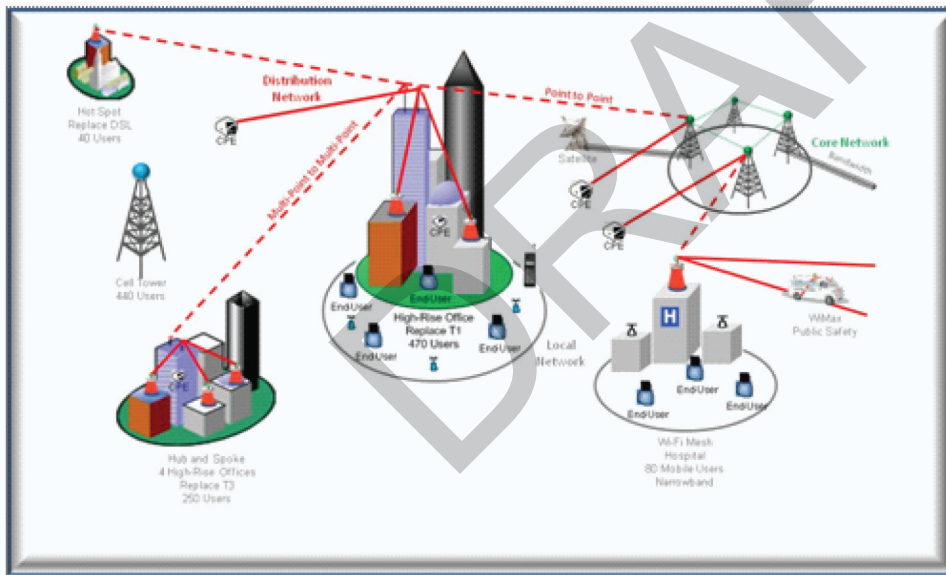 Hot Spot
Replace DSL
40 Users
Distribution
Network
CPE
Point to Point
Satellite
Core Network
Bandwidth
CPE
CPE
Multi-Point to Multi-Point
Cell Tower
440 Users
End-User
End-User
End-User
End-User
High-Rise Office
Replace T1
470 Users
Local
Network
H
WiMax
Public Safety
End-User
End-User
End-User
Wi-Fi Mesh
Hospital
80 Mobile Users
Narrowband
CPE
Hub and Spoke
4 High-Rise Offices
Replace T3
250 Users
DRA